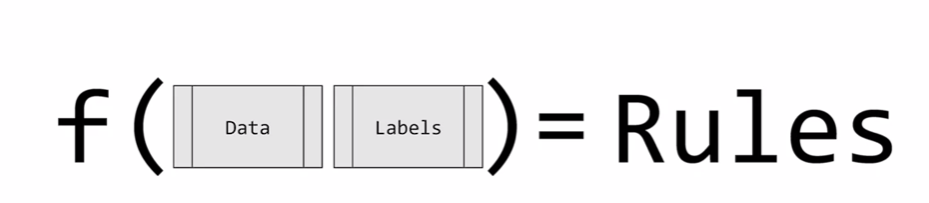 f(Data Labels)= Rules